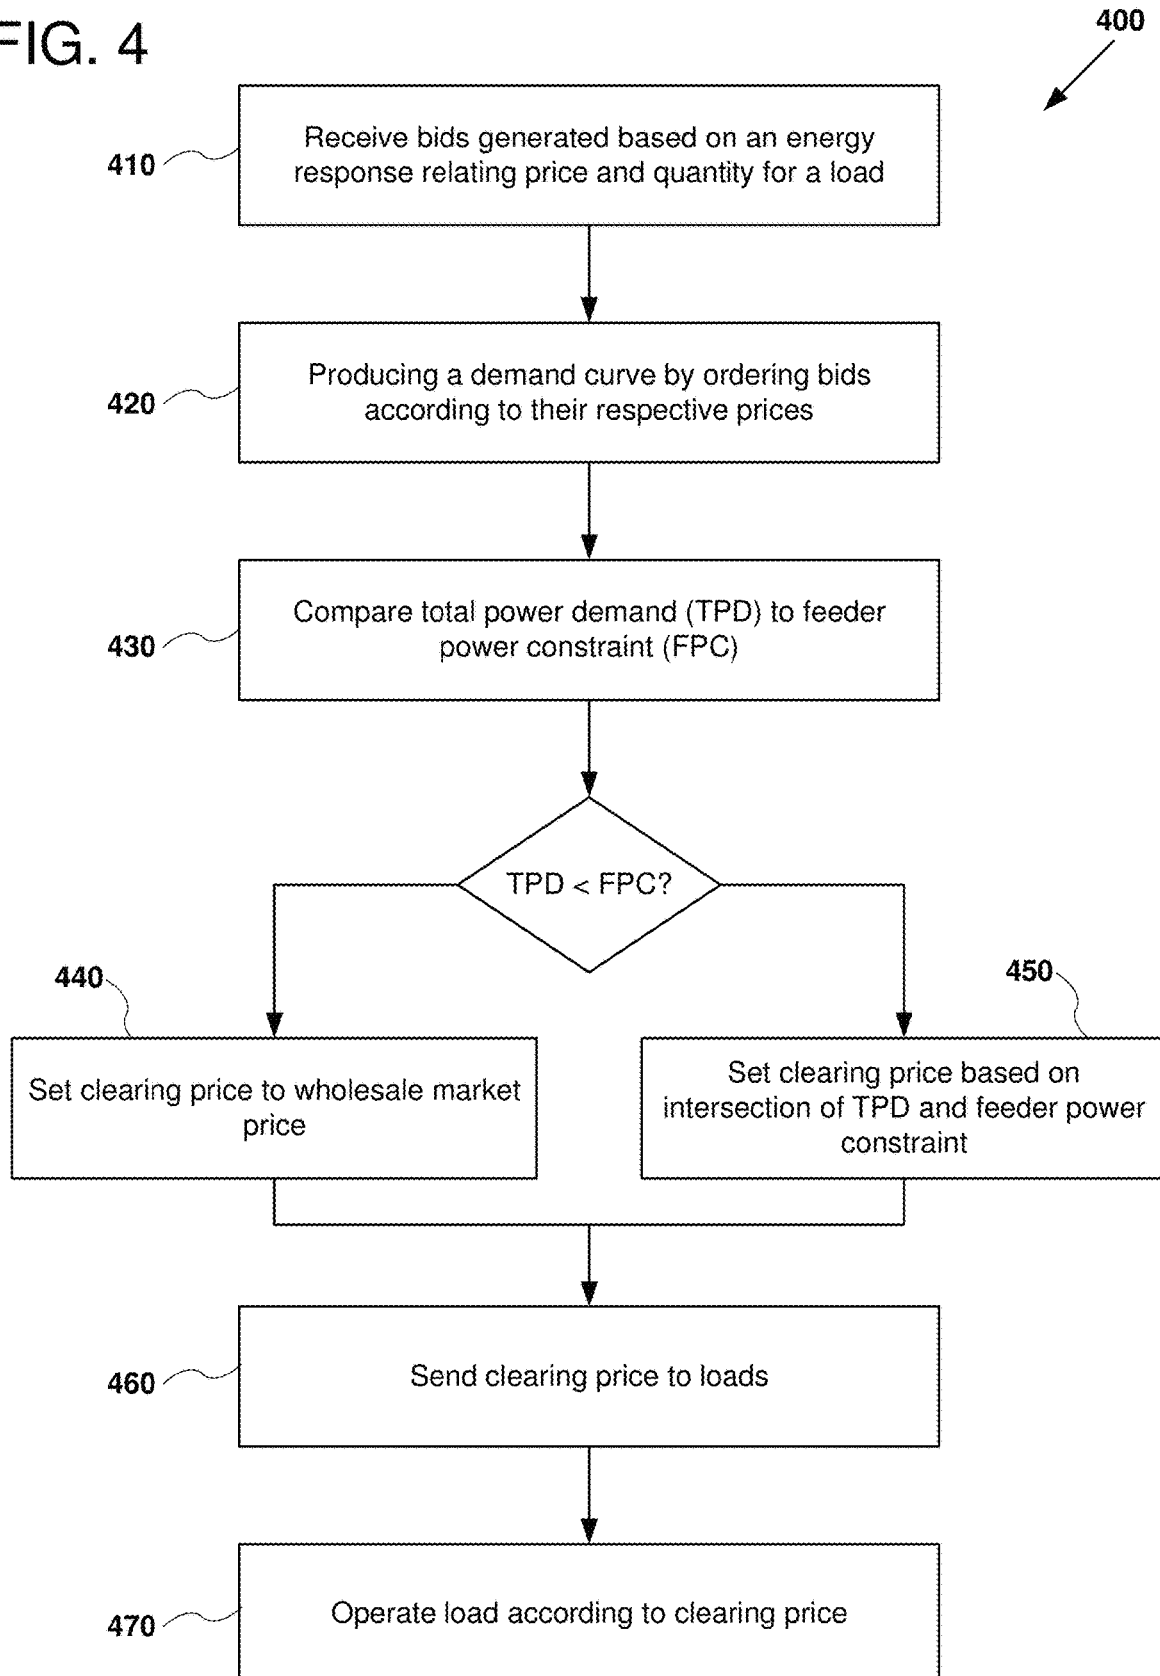 FIG. 4
400
410
Receive bids generated based on an energy
response relating price and quantity for a load
420
Producing a demand curve by ordering bids
according to their respective prices
430
Compare total power demand (TPD) to feeder
power constraint (FPC)
TPD < FPC?
440
450
Set clearing price to wholesale market
price
Set clearing price based on
intersection of TPD and feeder power
constraint
460
Send clearing price to loads
470
Operate load according to clearing price